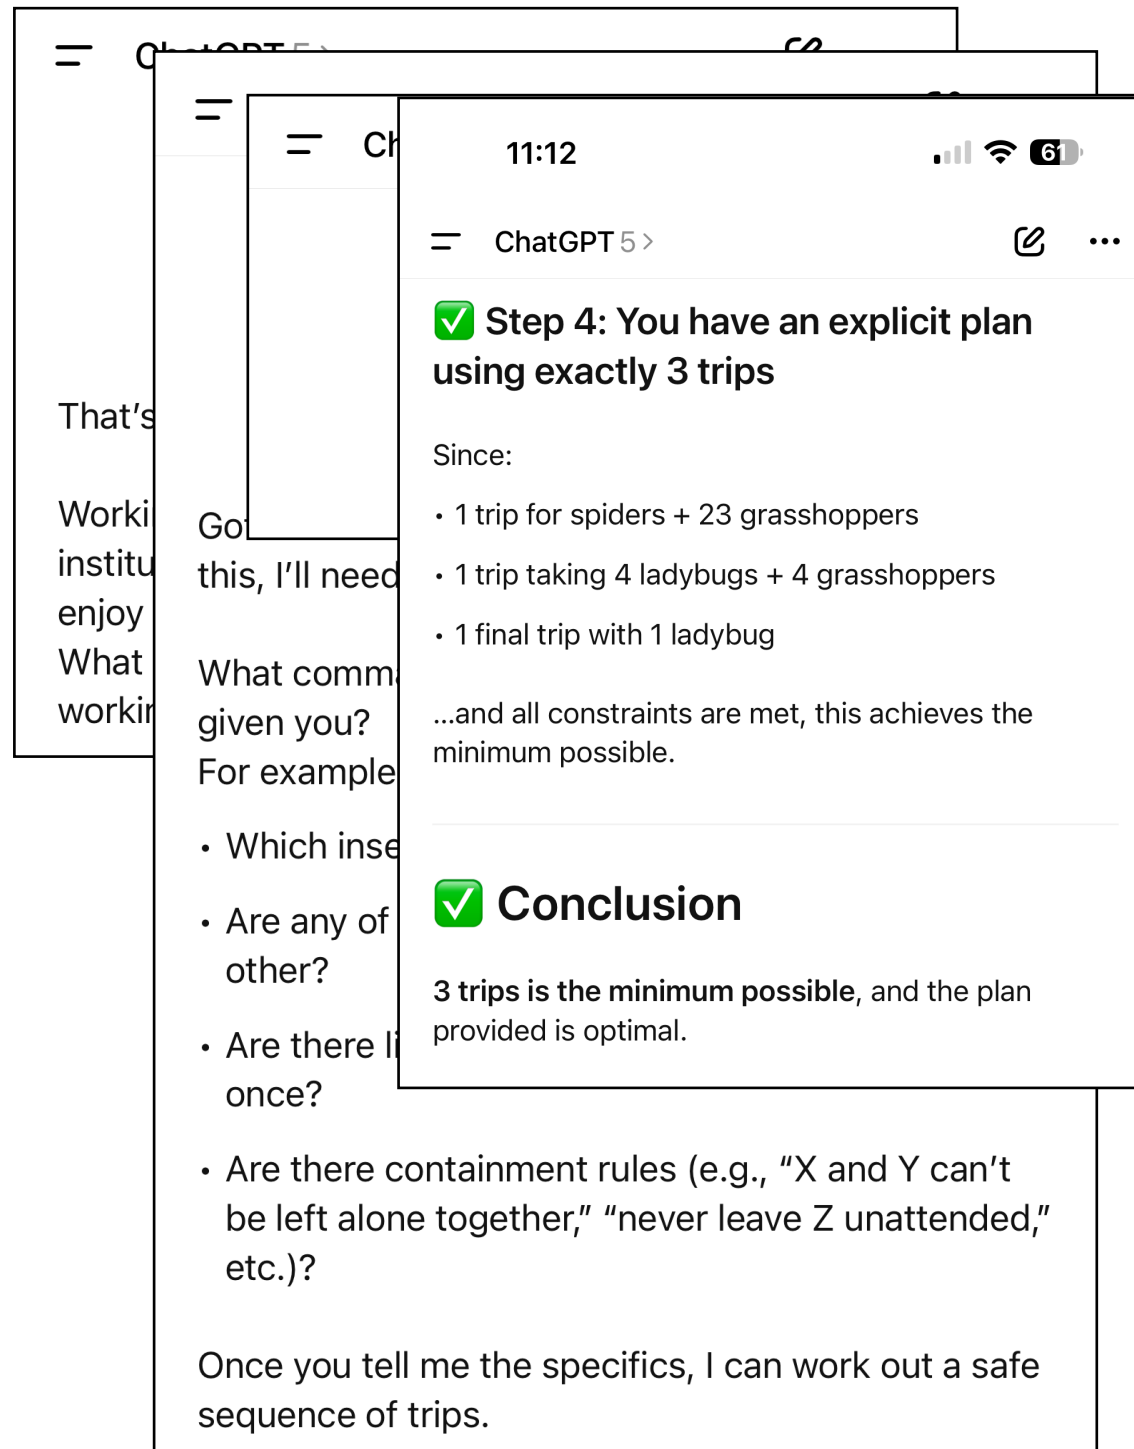 ChatGPT 5 >
Ch
11:12
61
ChatGPT 5 >
✅ Step 4: You have an explicit plan
using exactly 3 trips
Since:
• 1 trip for spiders + 23 grasshoppers
• 1 trip taking 4 ladybugs + 4 grasshoppers
• 1 final trip with 1 ladybug
...and all constraints are met, this achieves the
minimum possible.
✅ Conclusion
3 trips is the minimum possible, and the plan
provided is optimal.
That's
Worki
institu
enjoy
What
workin
this, I'll need
What comm
given you?
For example
• Which inse
• Are any of
other?
• Are there li
once?
• Are there containment rules (e.g., “X and Y can't
be left alone together,” “never leave Z unattended,”
etc.)?
Once you tell me the specifics, I can work out a safe
sequence of trips.